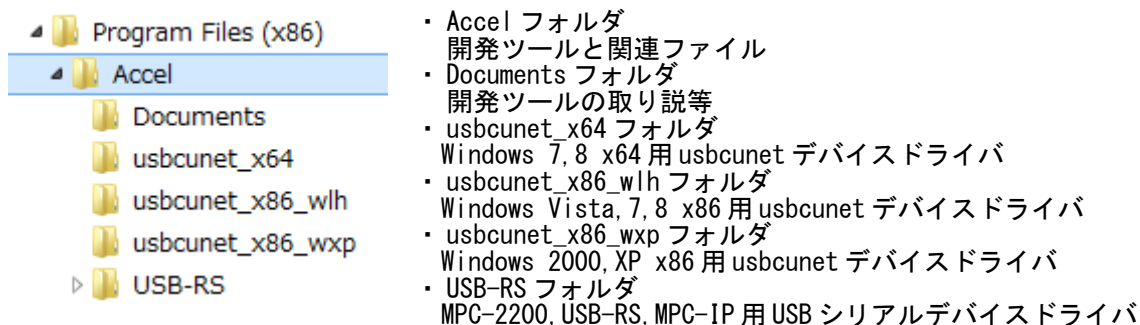 Program Files (x86)
Accel
Documents
usbcunet_x64
usbcunet_x86_wlh
usbcunet_x86_wxp
USB-RS
・ Accel フォルダ
開発ツールと関連ファイル
・ Documents フォルダ
開発ツールの取り説等
・ usbcunet_x64 フォルダ
Windows 7,8 x64 用 usbcunet デバイスドライバ
・ usbcunet_x86_wlh フォルダ
Windows Vista,7,8 x86 用 usbcunet デバイスドライバ
・ usbcunet_x86_wxp フォルダ
Windows 2000,XP x86 用 usbcunet デバイスドライバ
・ USB-RS フォルダ
MPC-2200,USB-RS,MPC-IP 用 USB シリアルデバイスドライバ